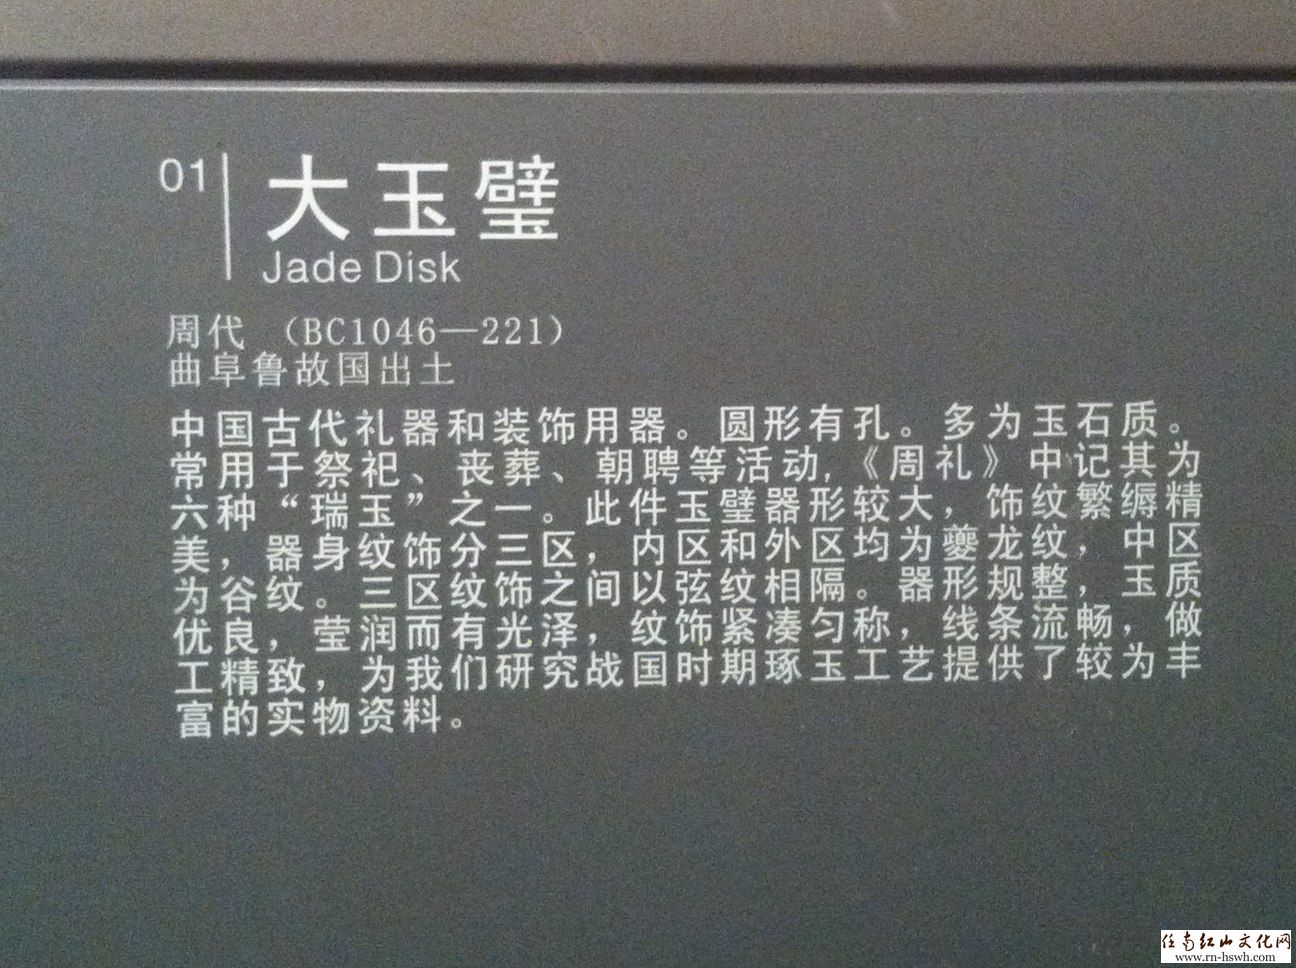 01
大玉璧
Jade Disk
周代 （BC1046—221）
曲阜鲁故国出土
中国古代礼器和装饰用器。圆形有孔。多为玉石质。
常用于祭祀、丧葬、朝聘等活动,《周礼》中记其为
六种“瑞玉”之一。此件玉璧器形较大，饰纹繁缛精
美，器身纹饰分三区，内区和外区均为夔龙纹，中区
为谷纹。三区纹饰之间以弦纹相隔。器形规整，玉质
优良，莹润而有光泽，纹饰紧凑匀称，线条流畅，做
工精致，为我们研究战国时期琢玉工艺提供了较为丰
富的实物资料。
任南红山文化网
www.rn-hswh.com